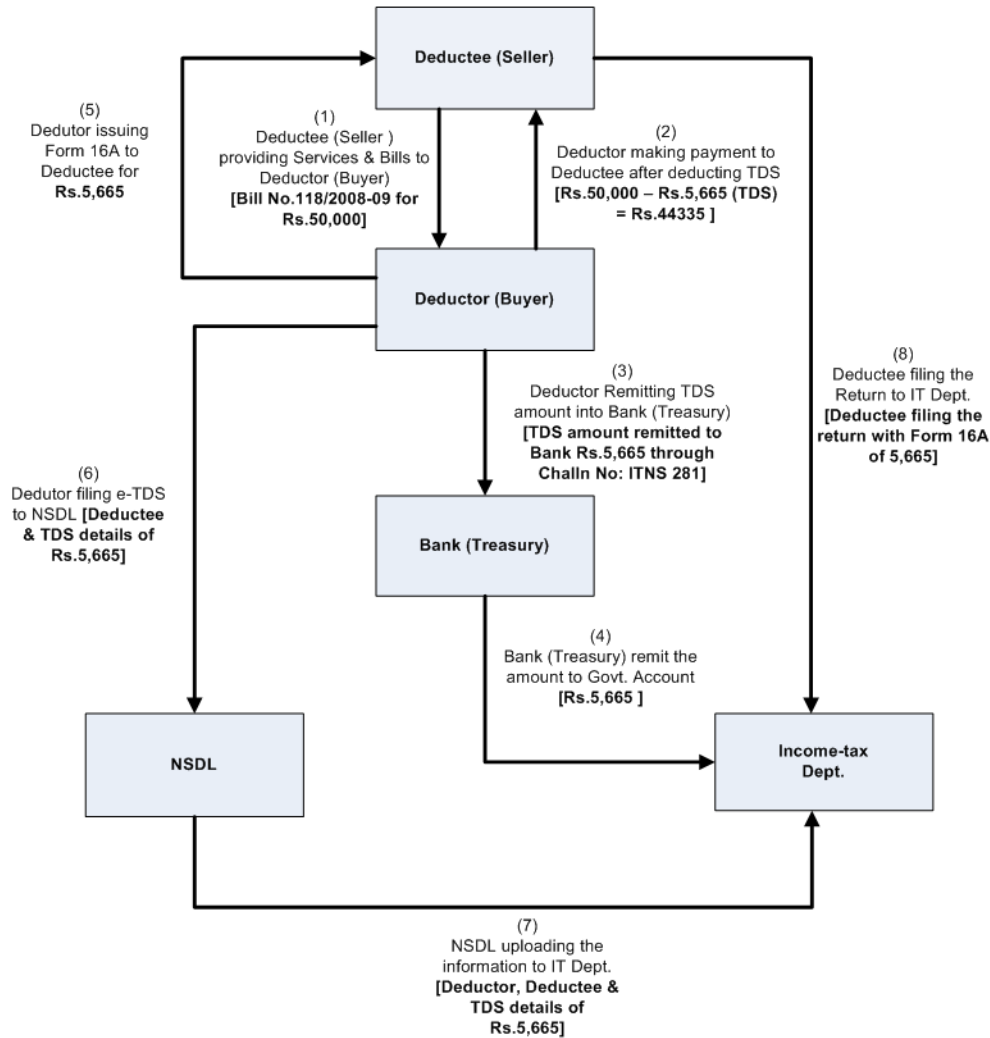 Deductee (Seller)
(5)
Dedutor issuing
Form 16A to
Deductee for
Rs.5,665
(1)
Deductee (Seller )
providing Services & Bills to
Deductor (Buyer)
[Bill No.118/2008-09 for
Rs.50,000]
(2)
Deductor making payment to
Deductee after deducting TDS
[Rs.50,000 – Rs.5,665 (TDS)
= Rs.44335 ]
Deductor (Buyer)
(3)
Deductor Remitting TDS
amount into Bank (Treasury)
[TDS amount remitted to
Bank Rs.5,665 through
Challn No: ITNS 281]
(8)
Deductee filing the
Return to IT Dept.
[Deductee filing the
return with Form 16A
of 5,665]
(6)
Dedutor filing e-TDS
to NSDL [Deductee
& TDS details of
Rs.5,665]
Bank (Treasury)
(4)
Bank (Treasury) remit the
amount to Govt. Account
[Rs.5,665 ]
NSDL
Income-tax
Dept.
(7)
NSDL uploading the
information to IT Dept.
[Deductor, Deductee &
TDS details of
Rs.5,665]